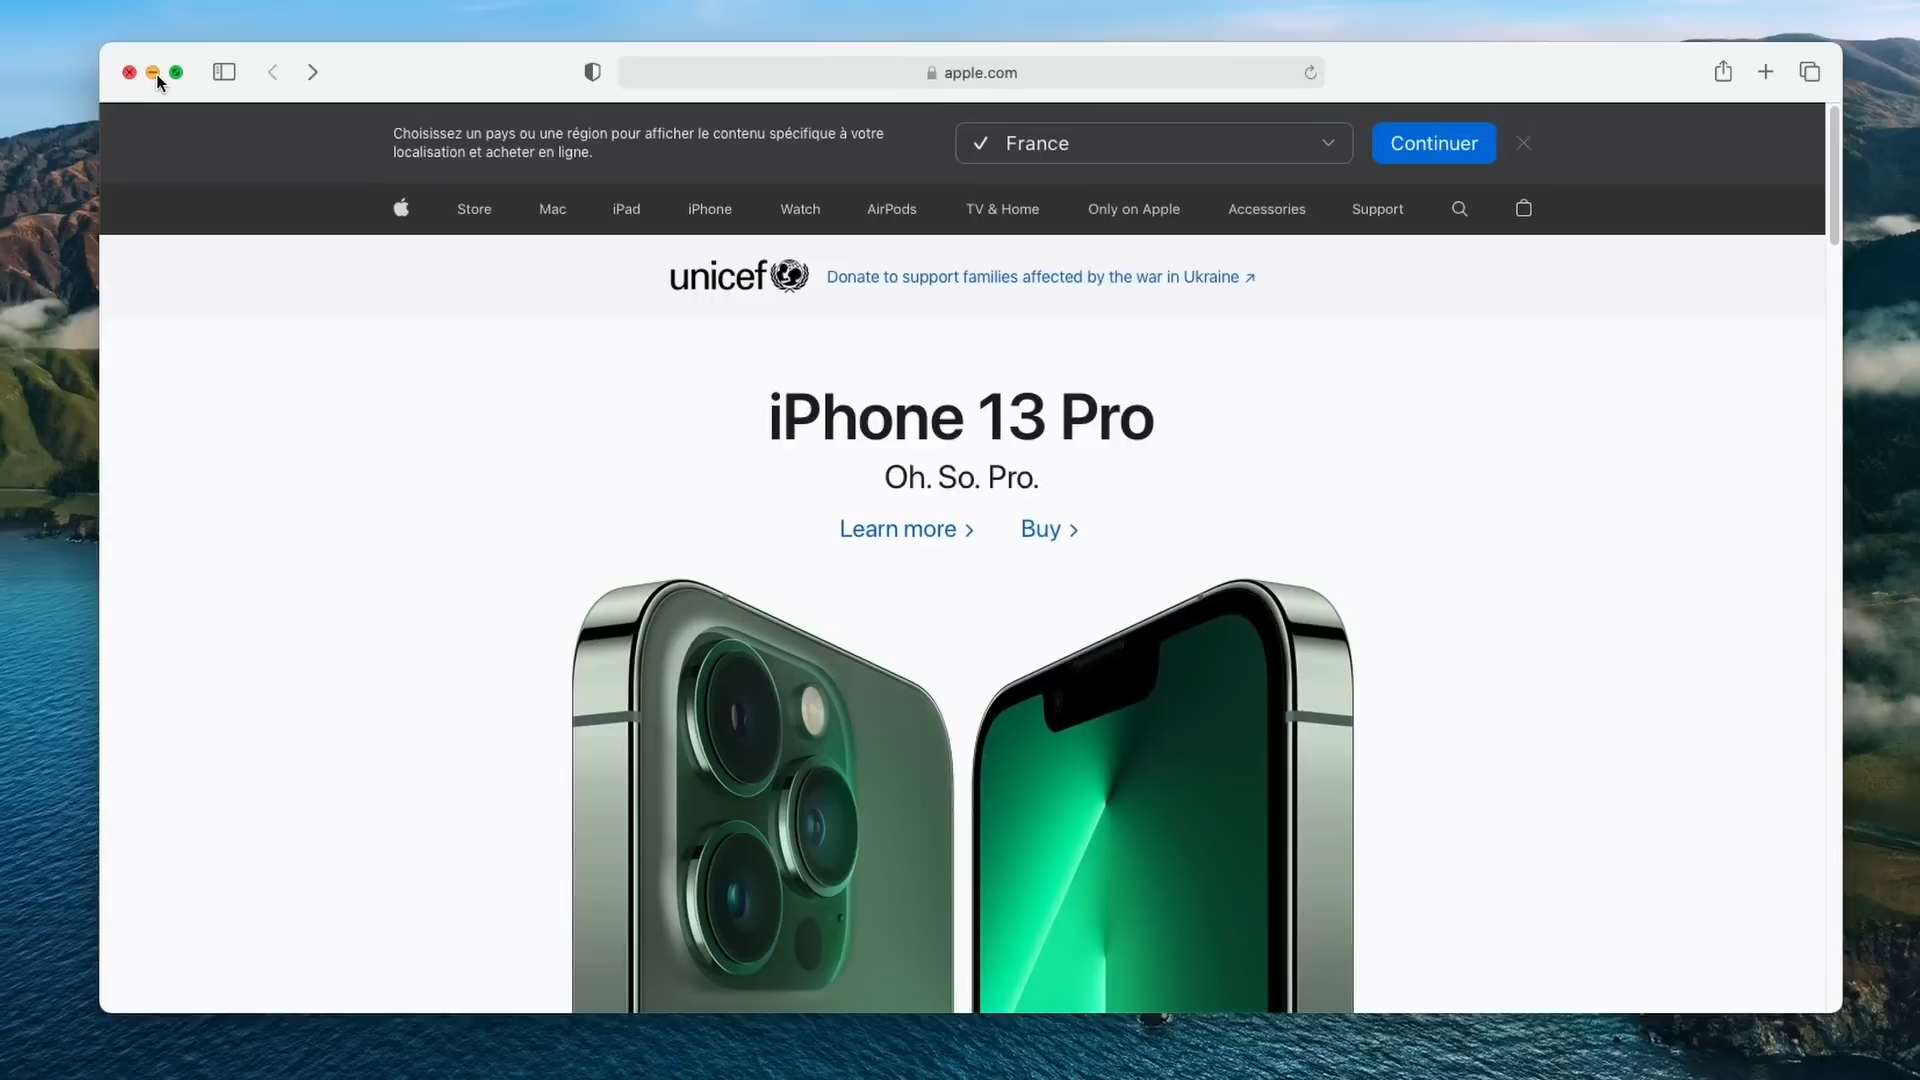 apple.com
Choisissez un pays ou une région pour afficher le contenu spécifique à votre
localisation et acheter en ligne.
France
Continuer
Store Mac iPad iPhone Watch AirPods TV & Home Only on Apple Accessories Support
unicef Donate to support families affected by the war in Ukraine ↗
iPhone 13 Pro
Oh. So. Pro.
Learn more > Buy >